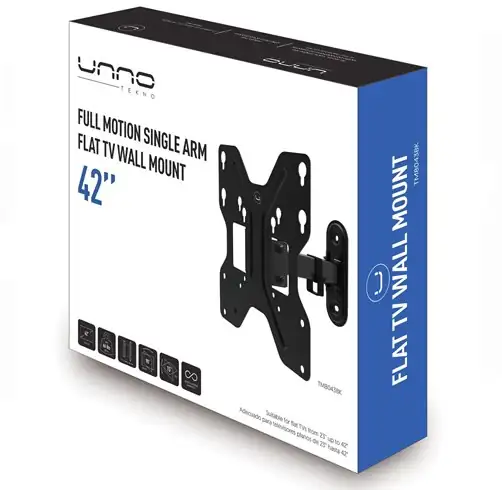 unno
TEKNO
FULL MOTION SINGLE ARM
FLAT TV WALL MOUNT
42"
TM8043BK
Suitable for flat TVs from 23" up to 42"
Adecuado para televisores planos de 23" hasta 42"
FLAT TV WALL MOUNT
TM8043BK
unno